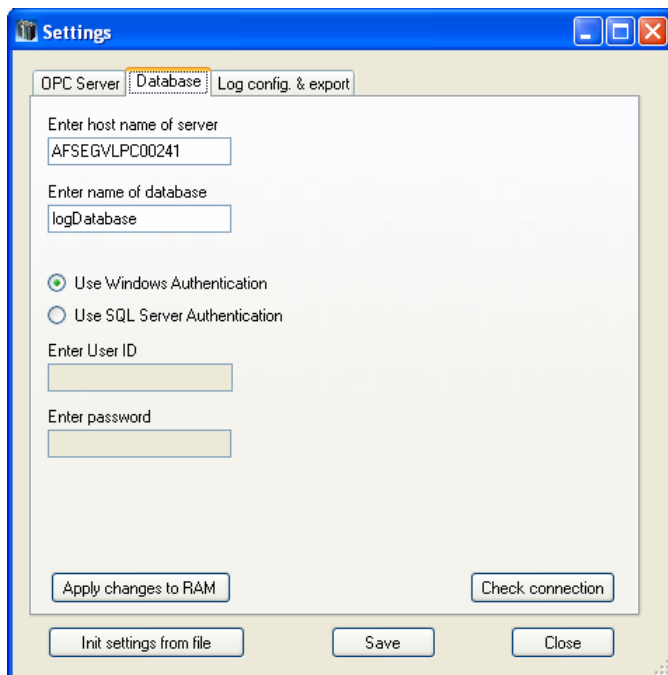 Settings
OPC Server Database Log config. & export
Enter host name of server
AFSEGVLPC00241
Enter name of database
logDatabase
Use Windows Authentication
Use SQL Server Authentication
Enter User ID
Enter password
Apply changes to RAM Check connection
Init settings from file Save Close